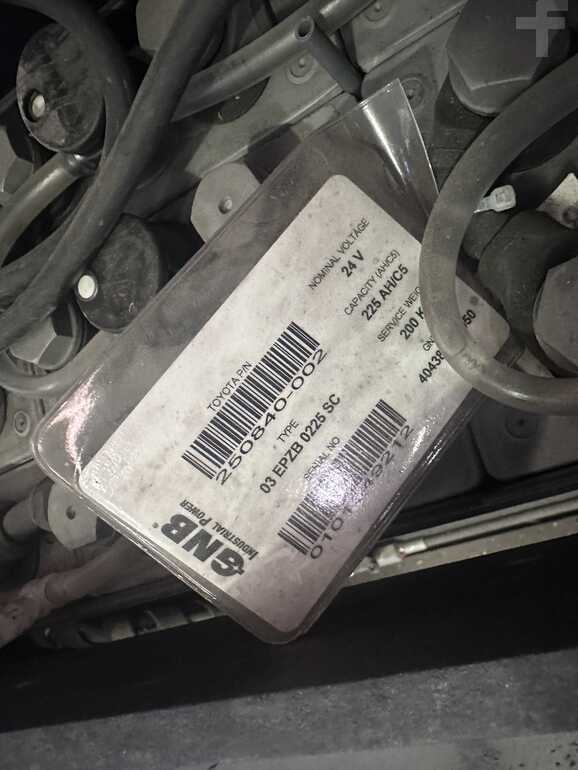 GNB®
INDUSTRIAL POWER
TOYOTA P/N
250840-002
TYPE
03 EPZB 0225 SC
SERIAL NO
NOMINAL VOLTAGE
24 V
CAPACITY (AH/C5)
225 AH/C5
SERVICE
200